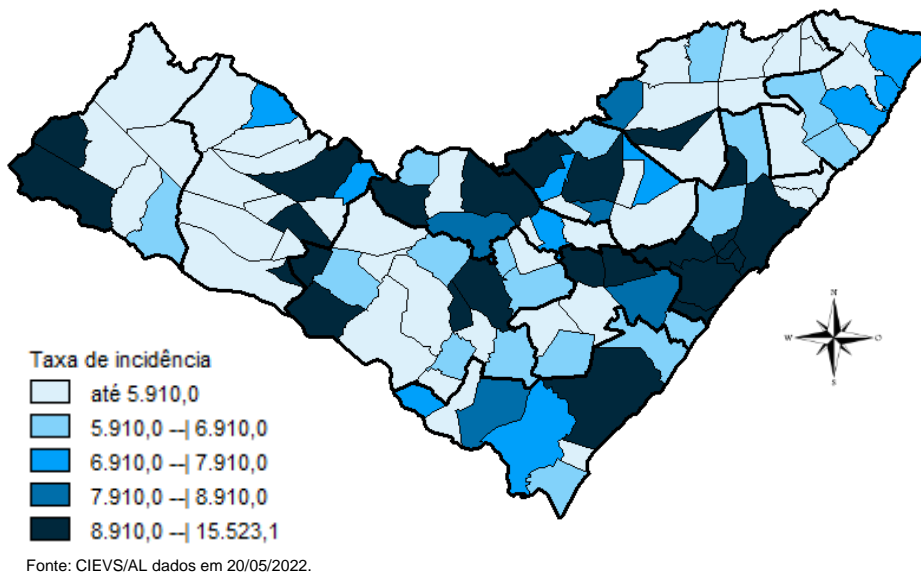 N
W
O
S
Taxa de incidência
até 5.910,0
5.910,0 --| 6.910,0
6.910,0 --| 7.910,0
7.910,0 --| 8.910,0
8.910,0 --| 15.523,1
Fonte: CIEVS/AL dados em 20/05/2022.